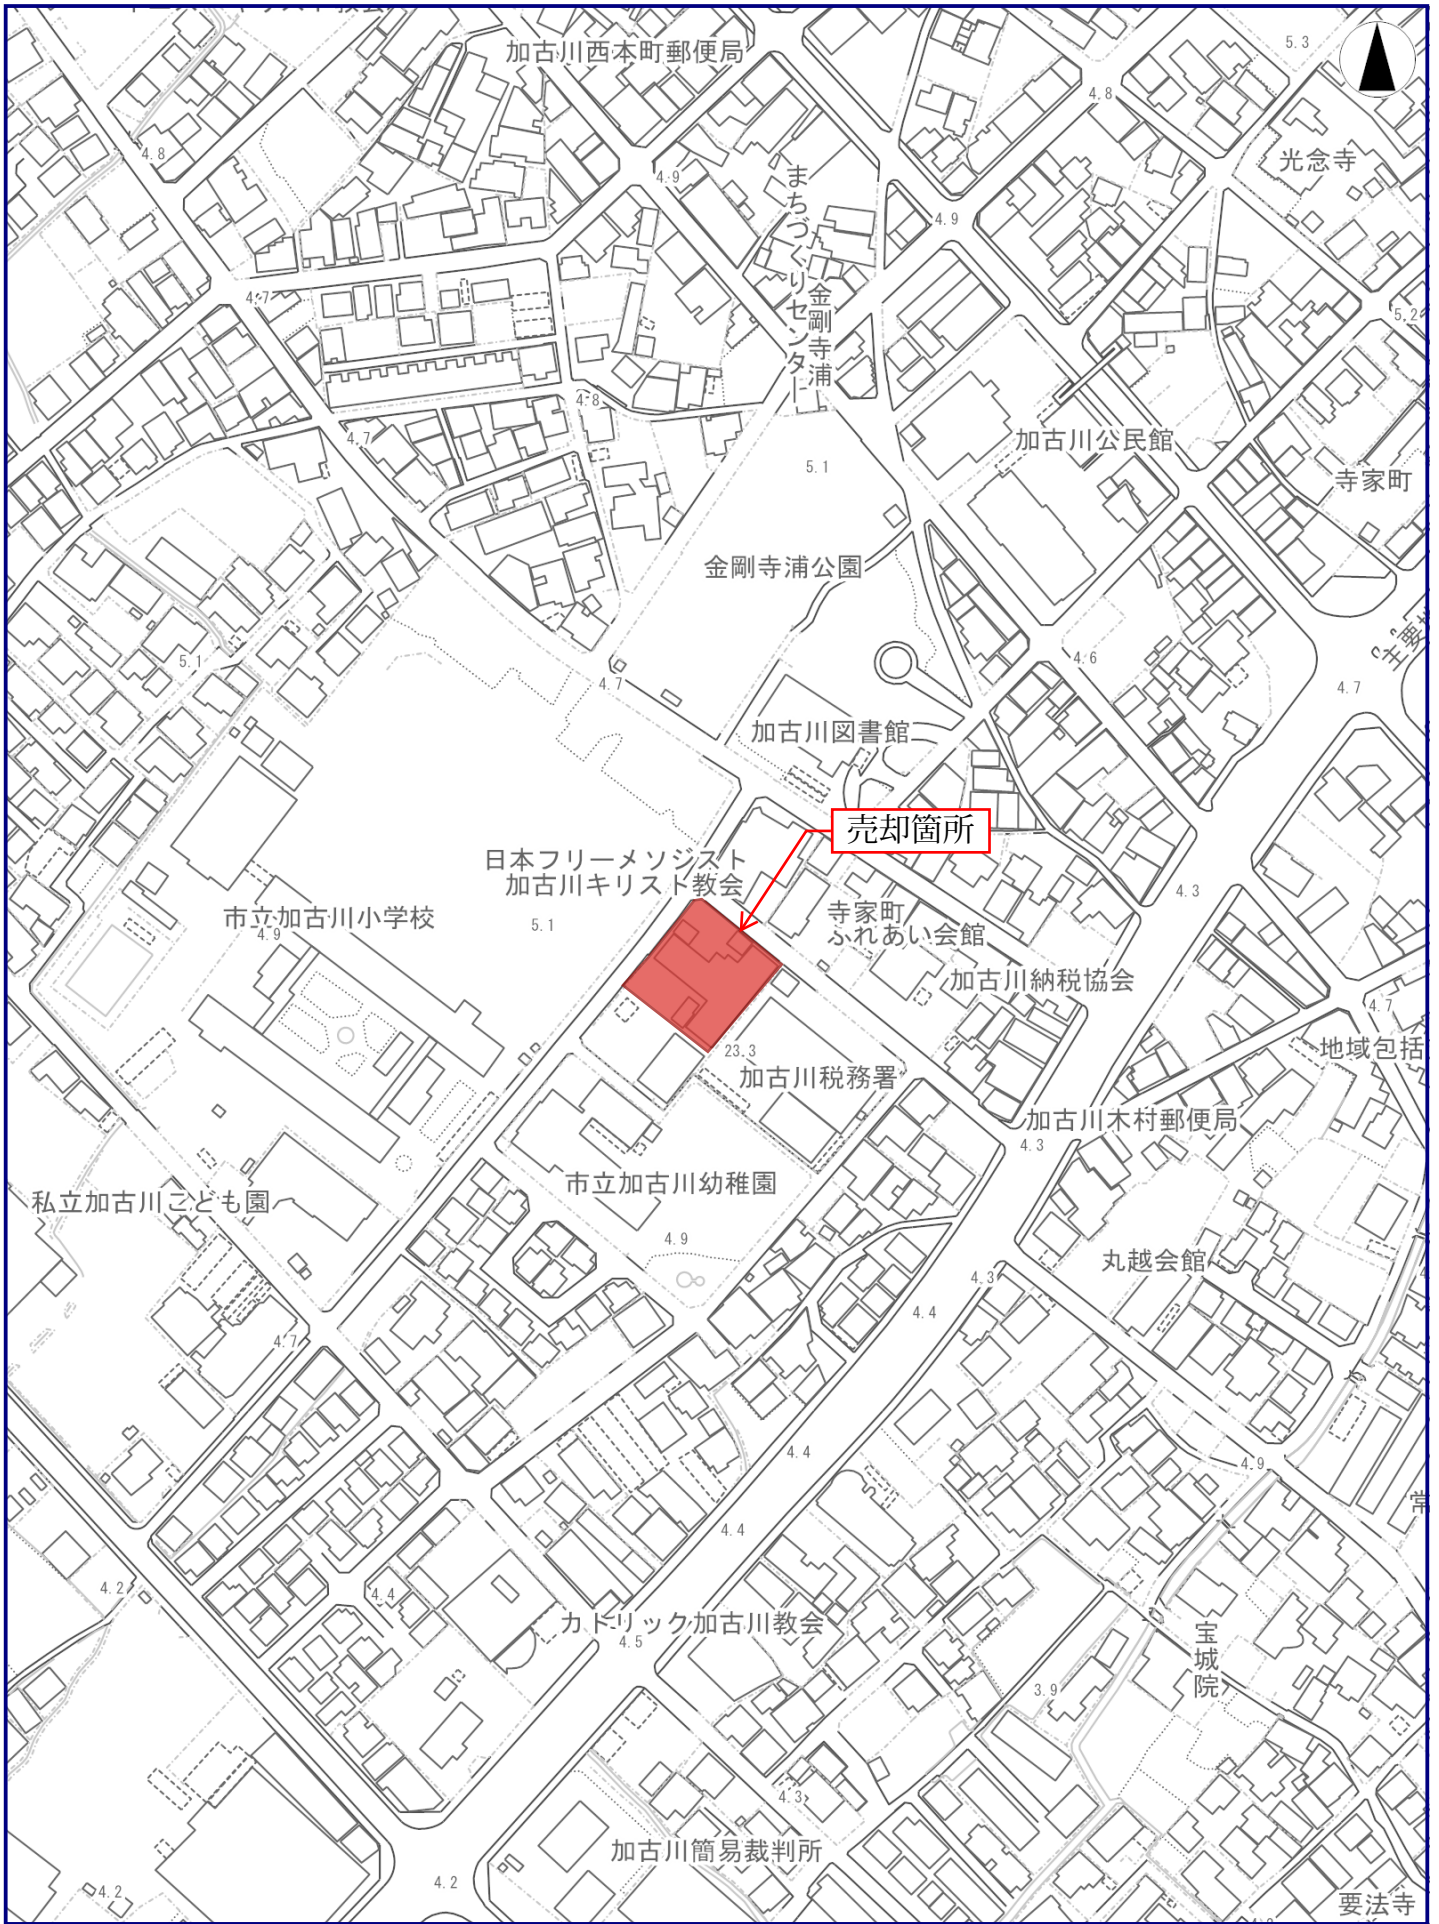 加古川西本町郵便局
5.3
4.8
4.8
光念寺
4.9
まちづくりセンター
4.9
金剛寺浦
4.7
5.2
4.8
4.7
加古川公民館
5.1
寺家町
金剛寺浦公園
5.1
4.6
4.7
4.7
加古川図書館
売却箇所
日本フリーメソジスト
加古川キリスト教会
4.3
市立加古川小学校
4.9
5.1
寺家町
ふれあい会館
加古川納税協会
4.7
23.3
地域包括
加古川税務署
加古川木村郵便局
4.3
市立加古川幼稚園
私立加古川こども園
4.9
丸越会館
4.3
4.4
4.7
4.4
4.9
常
4.4
4.2
4.4
カトリック加古川教会
4.5
宝城院
3.9
4.3
加古川簡易裁判所
4.2
4.2
要法寺